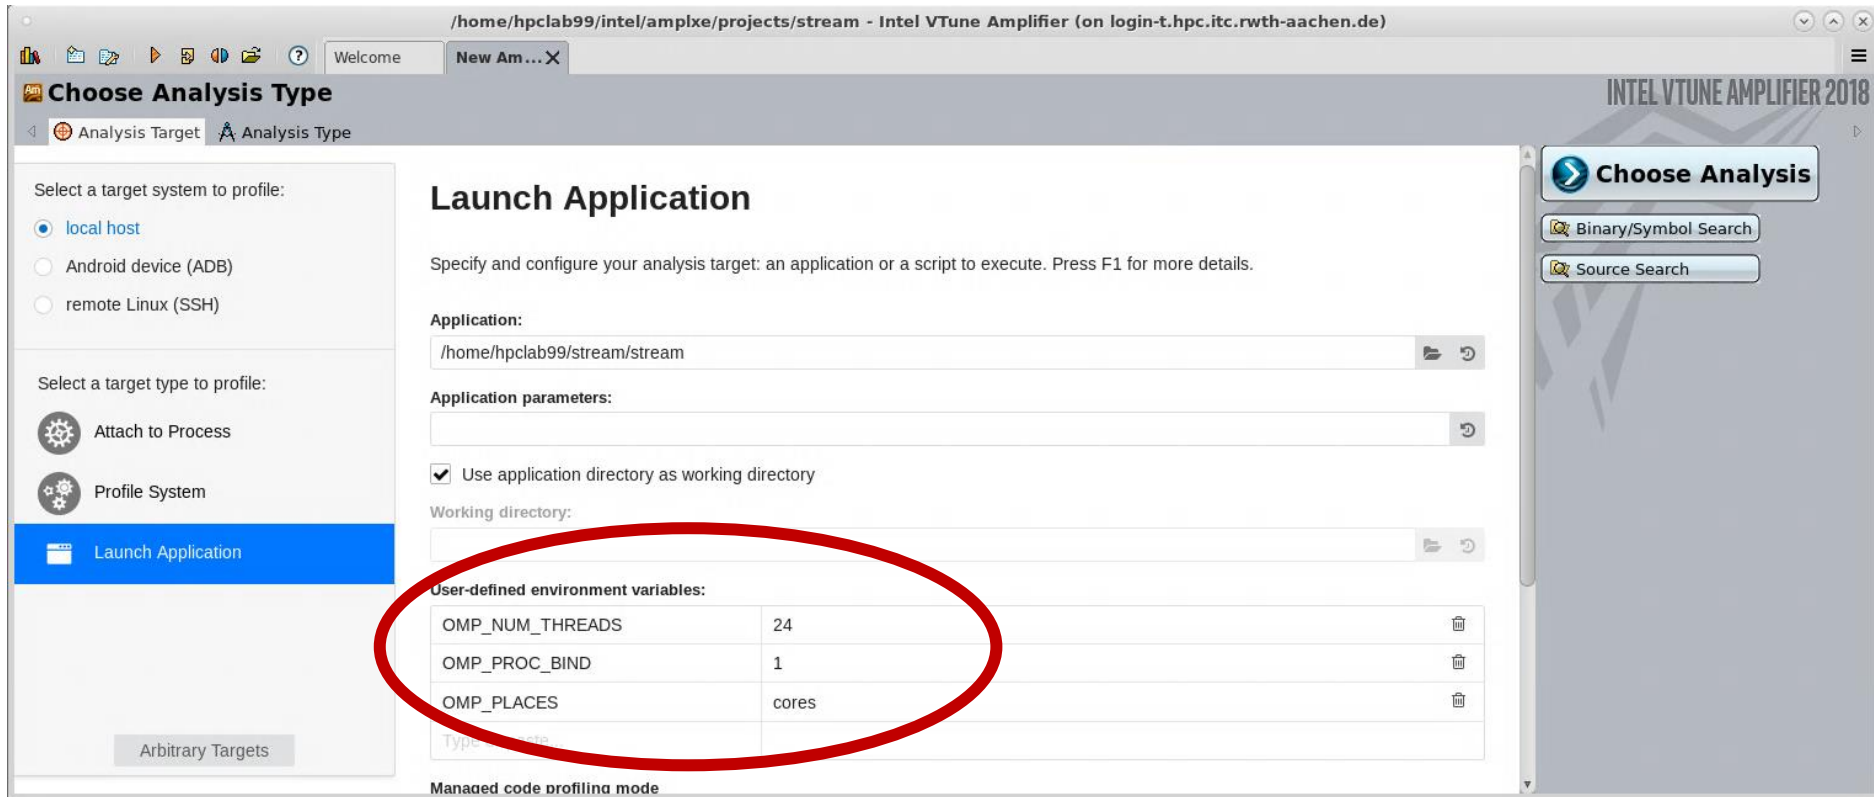 /home/hpclab99/intel/amplxe/projects/stream - Intel VTune Amplifier (on login-t.hpc.itc.rwth-aachen.de)
Welcome
New Am...
Choose Analysis Type
INTEL VTUNE AMPLIFIER 2018
Analysis Target
Analysis Type
Select a target system to profile:
local host
Android device (ADB)
remote Linux (SSH)
Select a target type to profile:
Attach to Process
Profile System
Launch Application
Arbitrary Targets
Launch Application
Specify and configure your analysis target: an application or a script to execute. Press F1 for more details.
Application:
/home/hpclab99/stream/stream
Application parameters:
Use application directory as working directory
Working directory:
User-defined environment variables:
OMP_NUM_THREADS 24
OMP_PROC_BIND 1
OMP_PLACES cores
Type
Managed code profiling mode
Choose Analysis
Binary/Symbol Search
Source Search